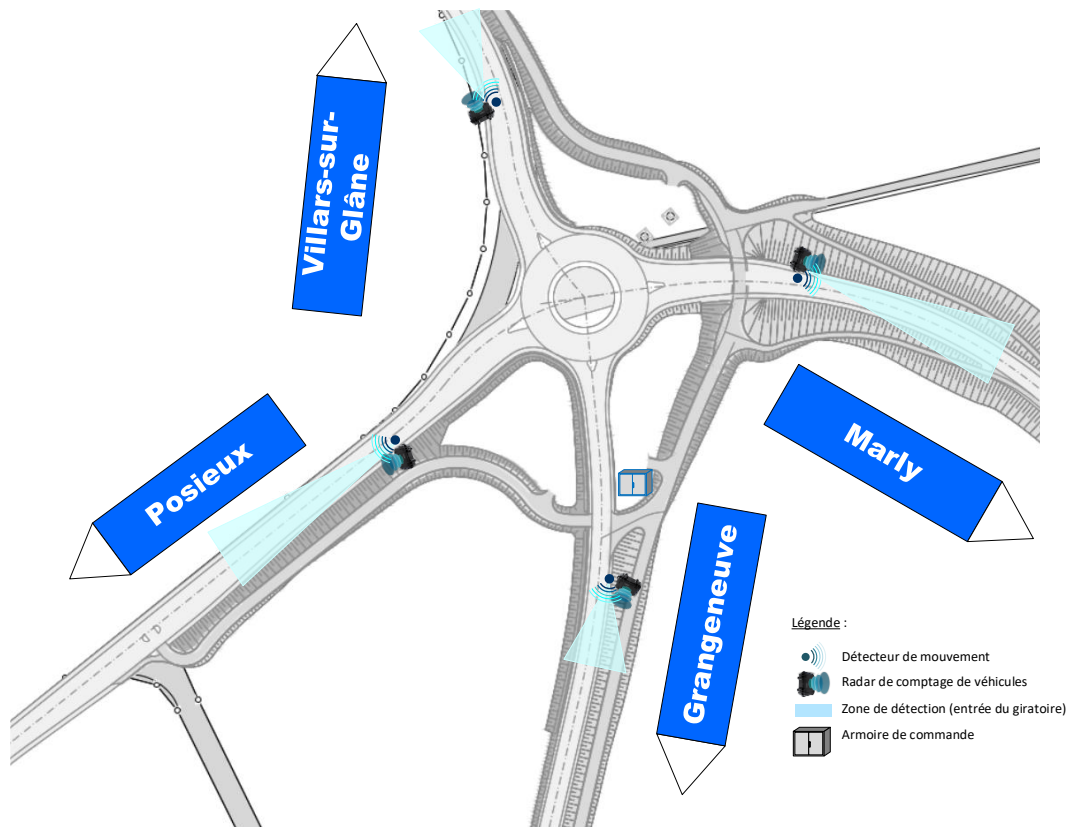 Villars-sur-
Glâne
Posieux
Marly
Grangeneuve
Légende :
Détecteur de mouvement
Radar de comptage de véhicules
Zone de détection (entrée du giratoire)
Armoire de commande